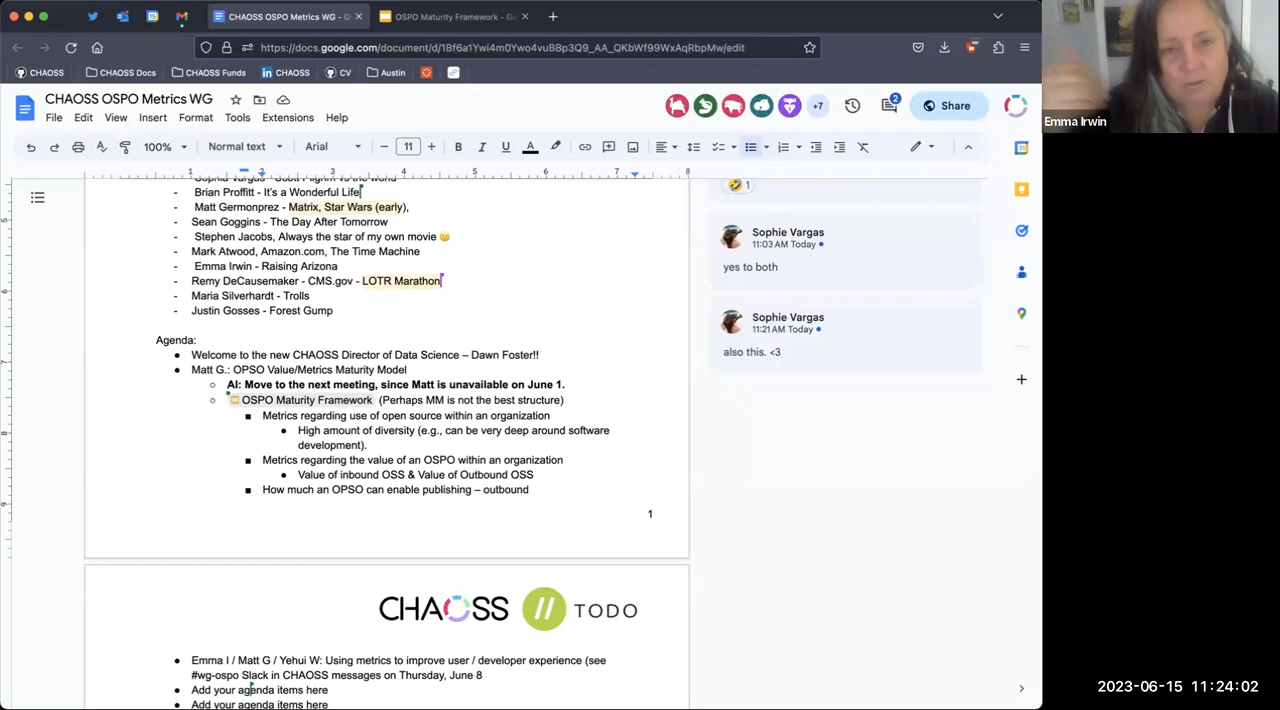 CHAOSS OSPO Metrics WG - G
OSPO Maturity Framework - Go
https://docs.google.com/document/d/1Bf6a1Ywi4m0Ywo4vuBBp3Q9_AA_QKbWf99WxAqRbpMw/edit
CHAOSS
CHAOSS Docs
CHAOSS Funds
CHAOSS
CV
Austin
CHAOSS OSPO Metrics WG
File Edit View Insert Format Tools Extensions Help
+7
2
Share
100%
Normal text
Arial
11
B I U A
1 2 3 4 5 6 7 8
- Brian Proffitt - It's a Wonderful Life
- Matt Germonprez - Matrix, Star Wars (early),
- Sean Goggins - The Day After Tomorrow
- Stephen Jacobs, Always the star of my own movie 😀
- Mark Atwood, Amazon.com, The Time Machine
- Emma Irwin - Raising Arizona
- Remy DeCausemaker - CMS.gov - LOTR Marathon
- Maria Silverhardt - Trolls
- Justin Gosses - Forest Gump
Agenda:
● Welcome to the new CHAOSS Director of Data Science – Dawn Foster!!
● Matt G.: OPSO Value/Metrics Maturity Model
○ AI: Move to the next meeting, since Matt is unavailable on June 1.
○ OSPO Maturity Framework (Perhaps MM is not the best structure)
■ Metrics regarding use of open source within an organization
● High amount of diversity (e.g., can be very deep around software
development).
■ Metrics regarding the value of an OSPO within an organization
● Value of inbound OSS & Value of Outbound OSS
■ How much an OPSO can enable publishing – outbound
1
CHAOSS // TODO
● Emma I / Matt G / Yehui W: Using metrics to improve user / developer experience (see
#wg-ospo Slack in CHAOSS messages on Thursday, June 8
● Add your agenda items here
● Add your agenda items here
🤣 1
Sophie Vargas
11:03 AM Today
yes to both
Sophie Vargas
11:21 AM Today
also this. <3
Emma Irwin
2023-06-15 11:24:02